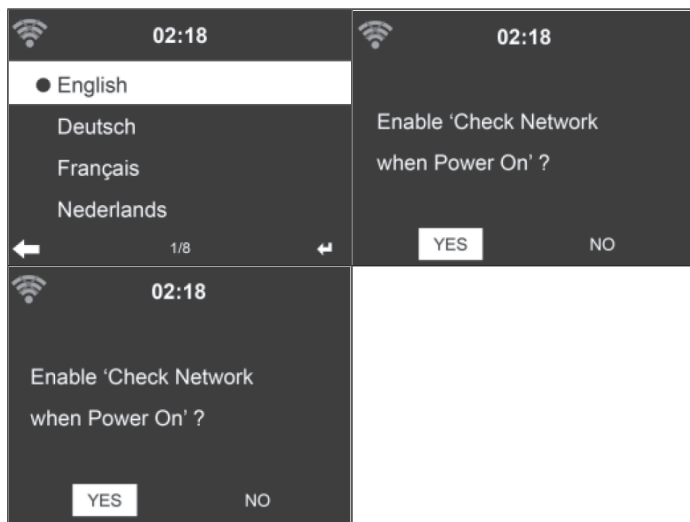 02:18
English
Deutsch
Français
Nederlands
1/8
02:18
Enable ‘Check Network
when Power On’ ?
YES NO
02:18
Enable ‘Check Network
when Power On’ ?
YES NO